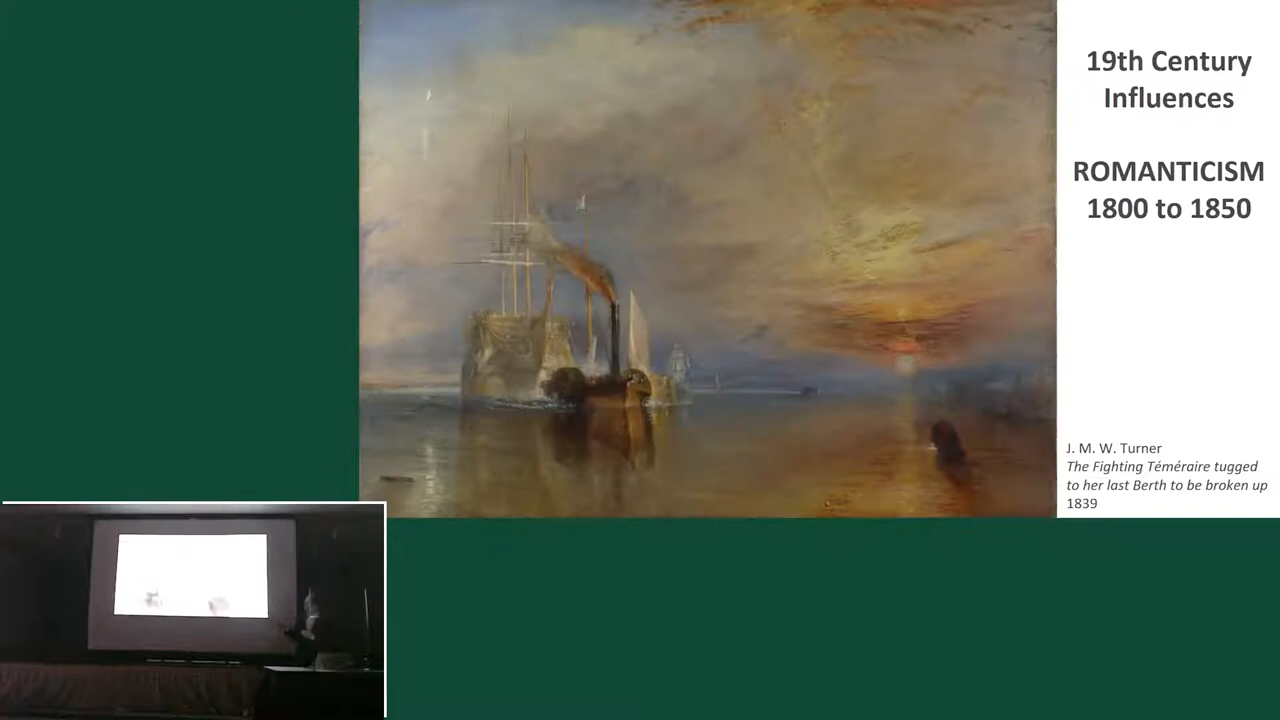 19th Century
Influences
ROMANTICISM
1800 to 1850
J. M. W. Turner
The Fighting Téméraire tugged
to her last Berth to be broken up
1839